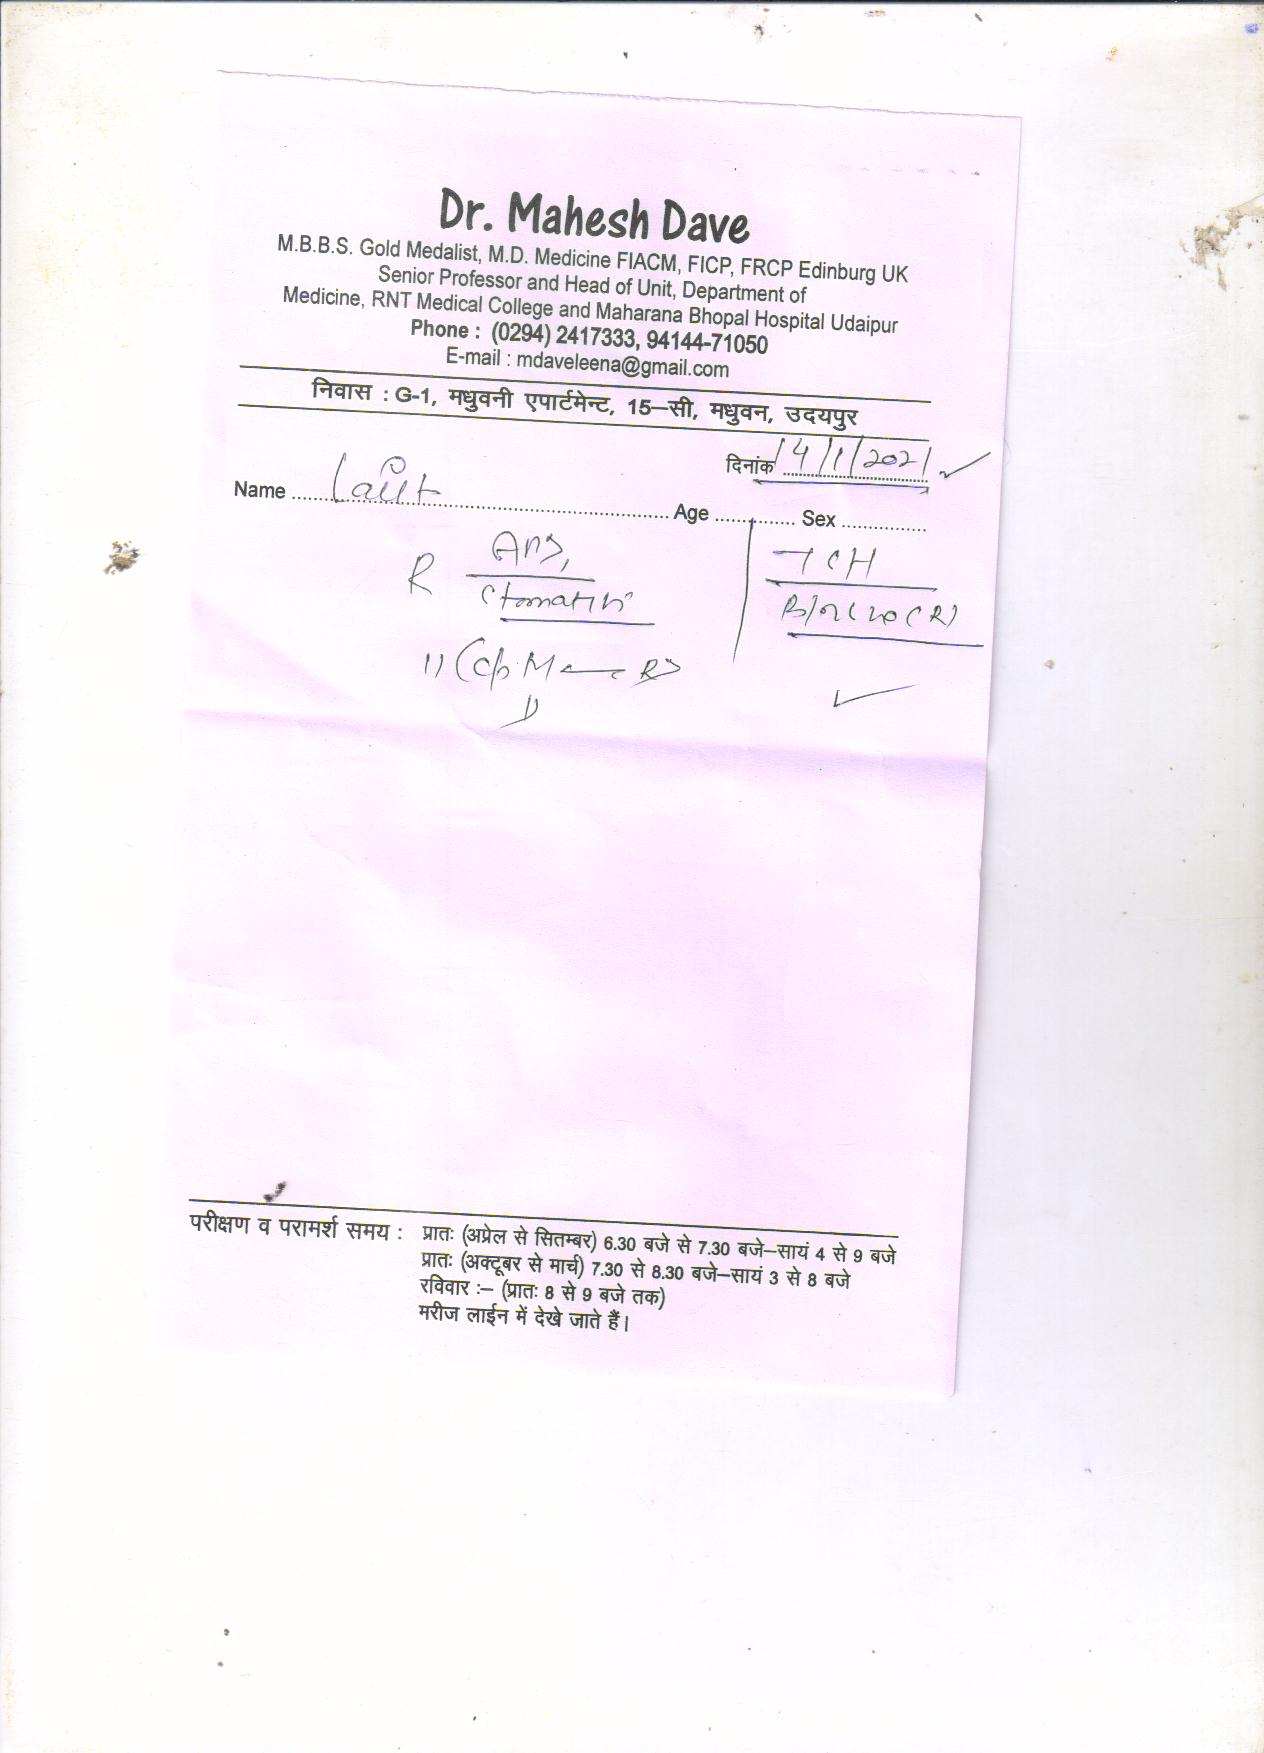 Dr. Mahesh Dave
M.B.B.S. Gold Medalist, M.D. Medicine FIACM, FICP, FRCP Edinburg UK
Senior Professor and Head of Unit, Department of
Medicine, RNT Medical College and Maharana Bhopal Hospital Udaipur
Phone : (0294) 2417333, 94144-71050
E-mail : mdaveleena@gmail.com
निवास : G-1, मधुवनी एपार्टमेन्ट, 15–सी, मधुवन, उदयपुर
दिनांक 14/1/2021
Name Lalit Age Sex
R
Stomatitis
परीक्षण व परामर्श समय : प्रातः (अप्रेल से सितम्बर) 6.30 बजे से 7.30 बजे–सायं 4 से 9 बजे
प्रातः (अक्टूबर से मार्च) 7.30 से 8.30 बजे–सायं 3 से 8 बजे
रविवार :– (प्रातः 8 से 9 बजे तक)
मरीज लाईन में देखे जाते हैं।